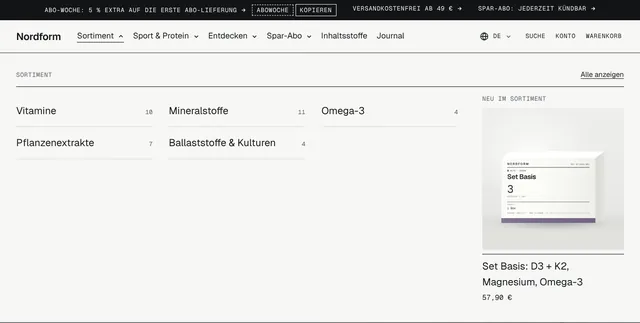 ABO-WOCHE: 5 % EXTRA AUF DIE ERSTE ABO-LIEFERUNG → ABOWOCHE KOPIEREN
VERSANDKOSTENFREI AB 49 € →
SPAR-ABO: JEDERZEIT KÜNDBAR →
Nordform
Sortiment
Sport & Protein
Entdecken
Spar-Abo
Inhaltsstoffe
Journal
DE
SUCHE
KONTO
WARENKORB
SORTIMENT
Alle anzeigen
Vitamine 10
Mineralstoffe 11
Omega-3 4
Pflanzenextrakte 7
Ballaststoffe & Kulturen 4
NEU IM SORTIMENT
NORDFORM
Set Basis
3
Set Basis: D3 + K2,
Magnesium, Omega-3
57,90 €